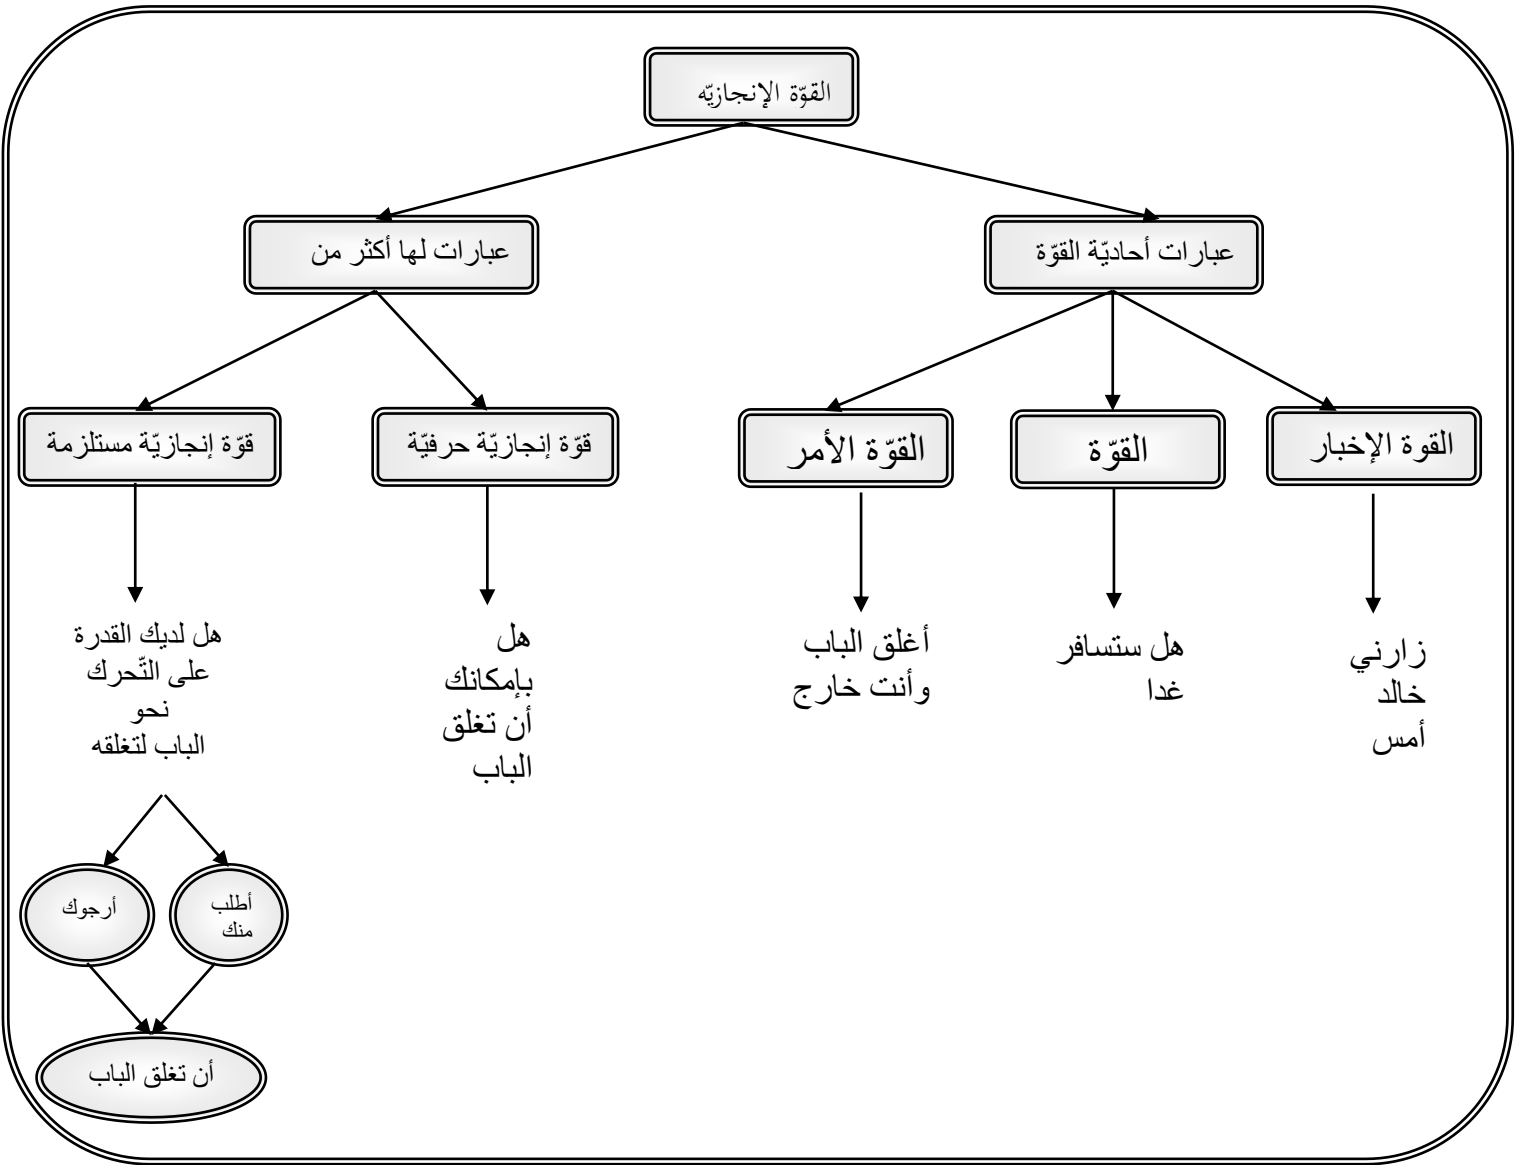 القوّة الإنجازيّه
عبارات أحاديّة القوّة
عبارات لها أكثر من
القوة الإخبار
القوّة
القوّة الأمر
قوّة إنجازيّة حرفيّة
قوّة إنجازيّة مستلزمة
زارني
خالد
أمس
هل ستسافر
غدا
أغلق الباب
وأنت خارج
هل
بإمكانك
أن تغلق
الباب
هل لديك القدرة
على التّحرك
نحو
الباب لتغلقه
أطلب
منك
أرجوك
أن تغلق الباب